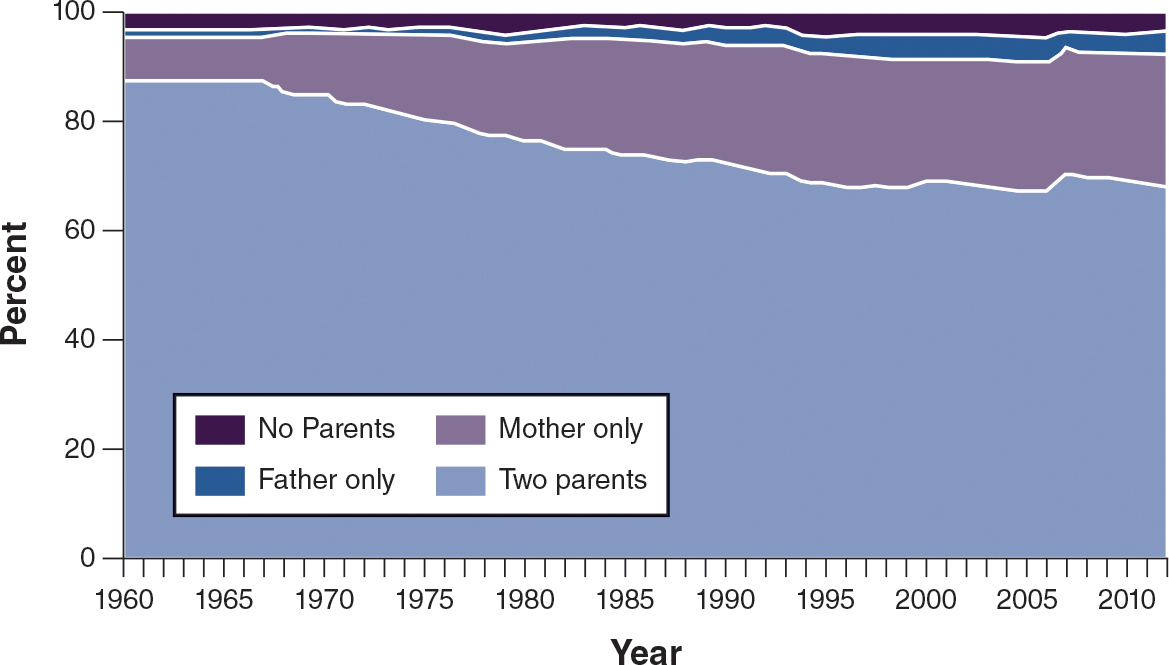 100
80
60
40
20
0
Percent
No Parents
Mother only
Father only
Two parents
1960 1965 1970 1975 1980 1985 1990 1995 2000 2005 2010
Year